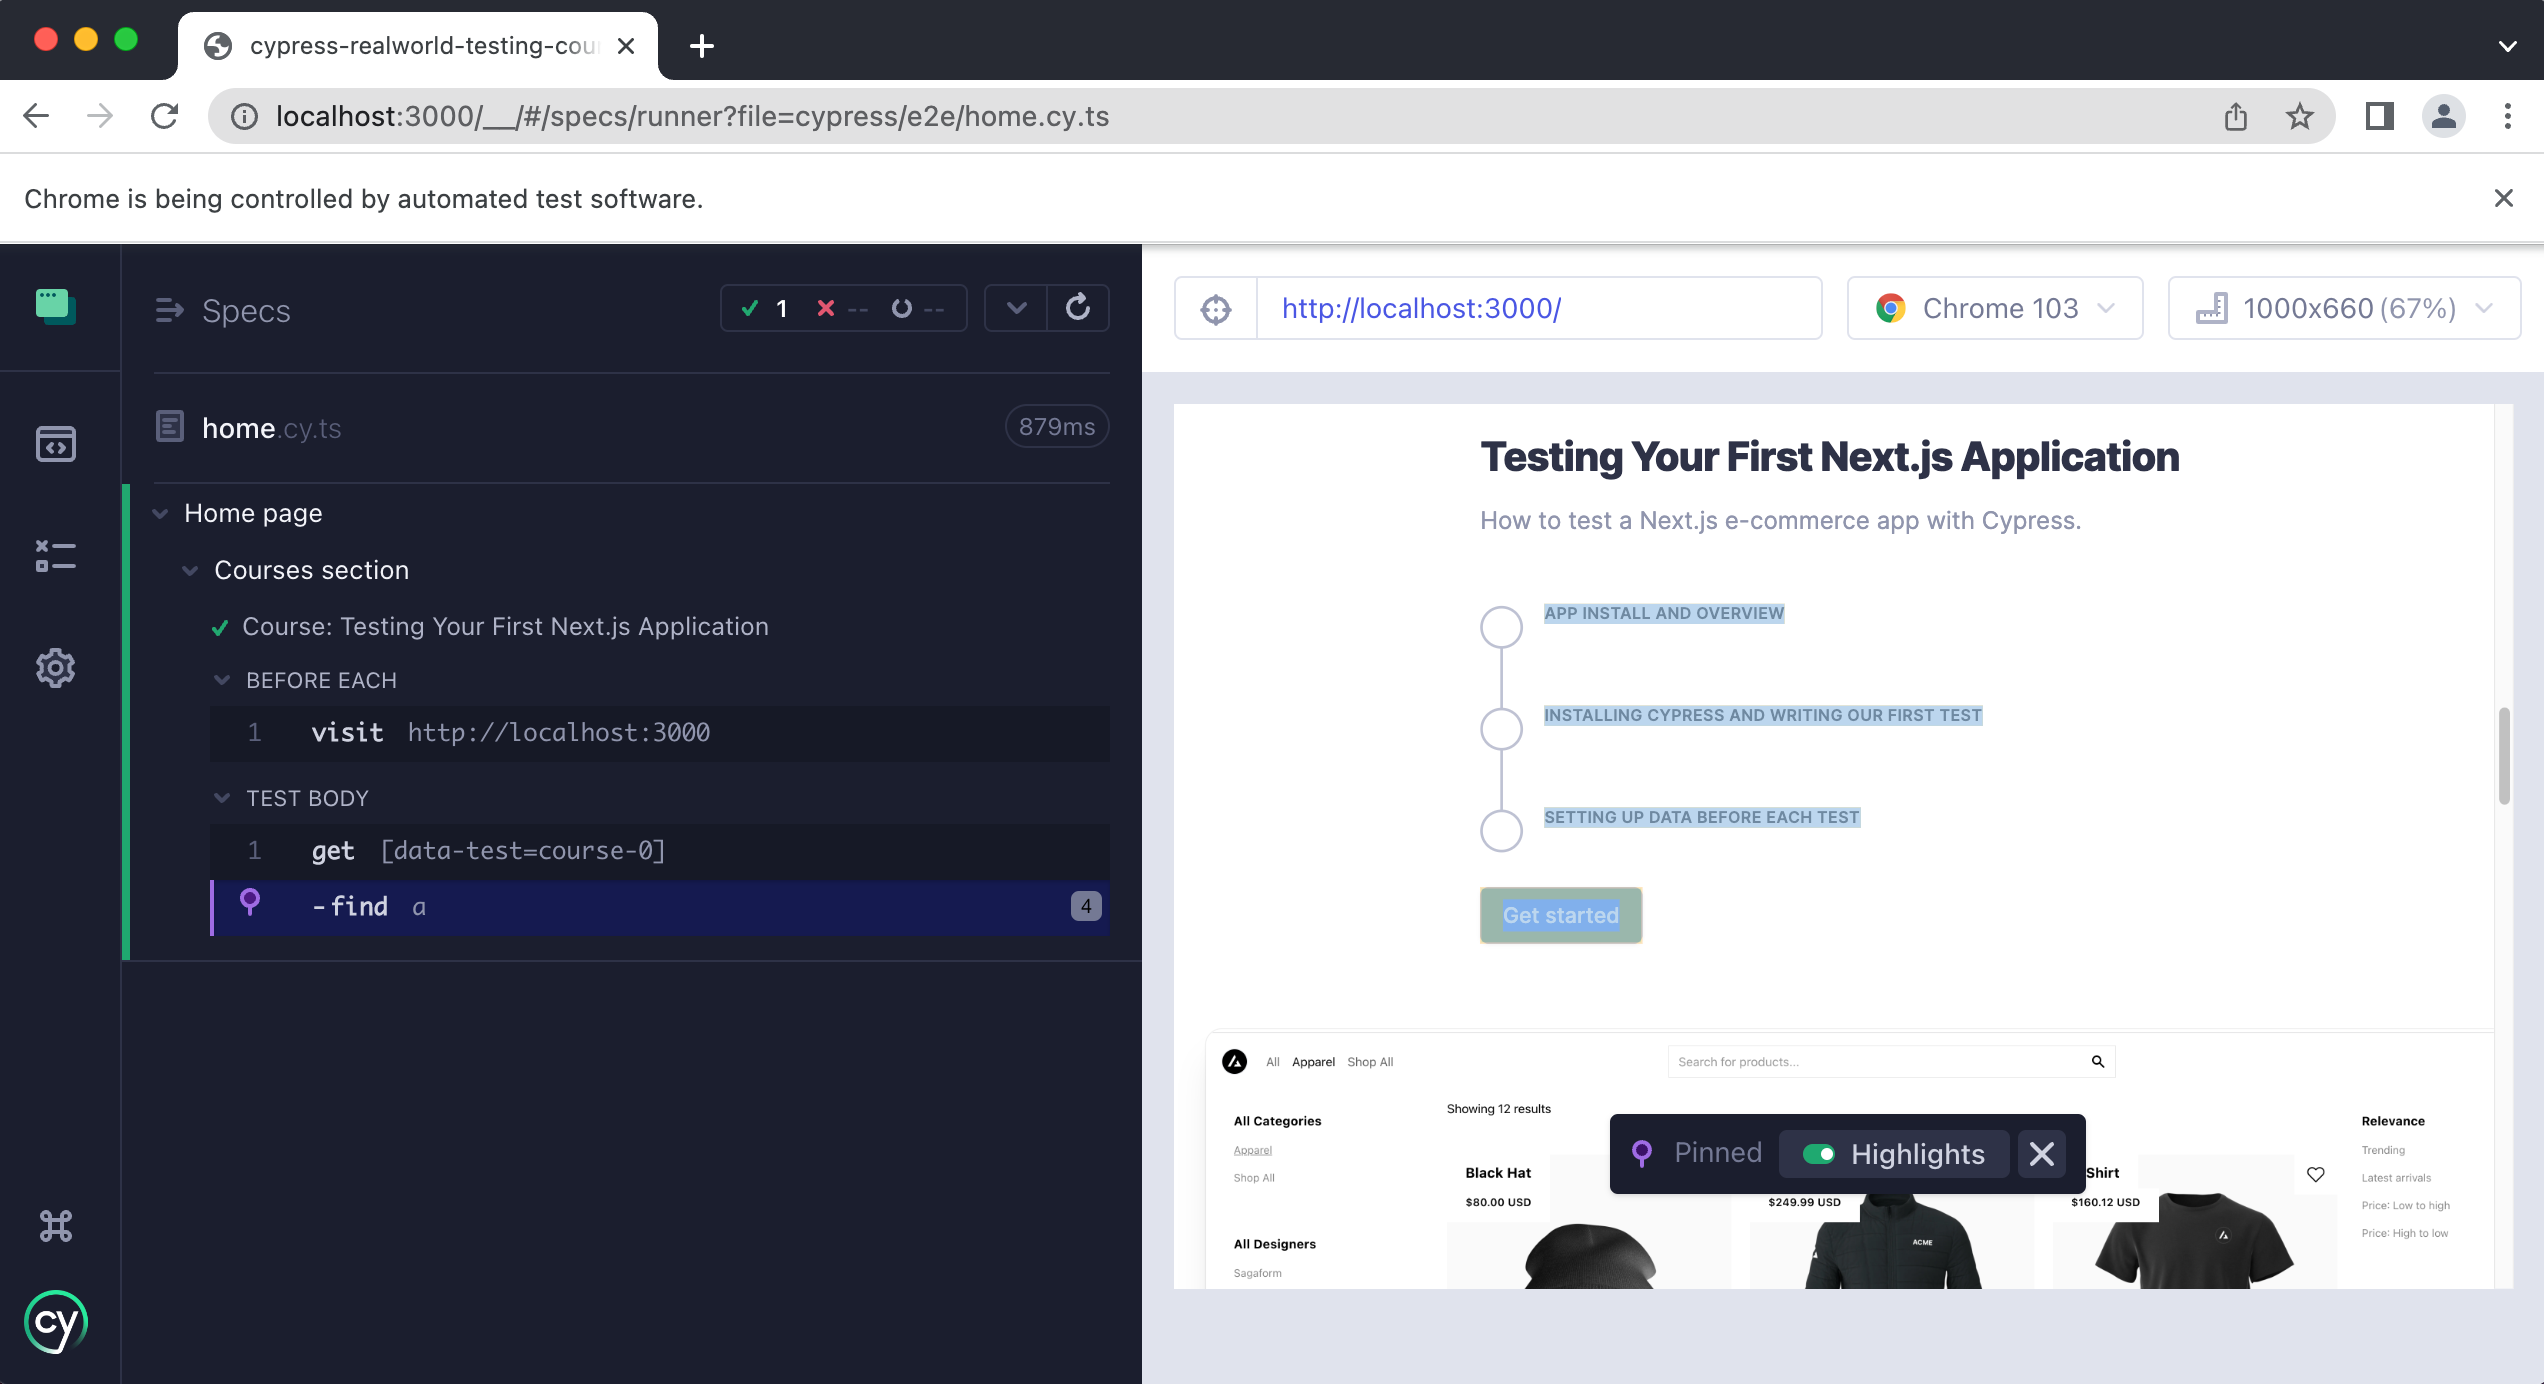 cypress-realworld-testing-cou
localhost:3000/__/#/specs/runner?file=cypress/e2e/home.cy.ts
Chrome is being controlled by automated test software.
Specs
1 -- --
home.cy.ts
879ms
Home page
Courses section
Course: Testing Your First Next.js Application
BEFORE EACH
1 visit http://localhost:3000
TEST BODY
1 get [data-test=course-0]
-find a
4
cy
http://localhost:3000/
Chrome 103
1000x660 (67%)
Testing Your First Next.js Application
How to test a Next.js e-commerce app with Cypress.
APP INSTALL AND OVERVIEW
INSTALLING CYPRESS AND WRITING OUR FIRST TEST
SETTING UP DATA BEFORE EACH TEST
Get started
All Apparel Shop All
Search for products...
All Categories
Apparel
Shop All
All Designers
Sagaform
Showing 12 results
Black Hat
$80.00 USD
$249.99 USD
ACME
Shirt
$160.12 USD
Relevance
Trending
Latest arrivals
Price: Low to high
Price: High to low
Pinned
Highlights